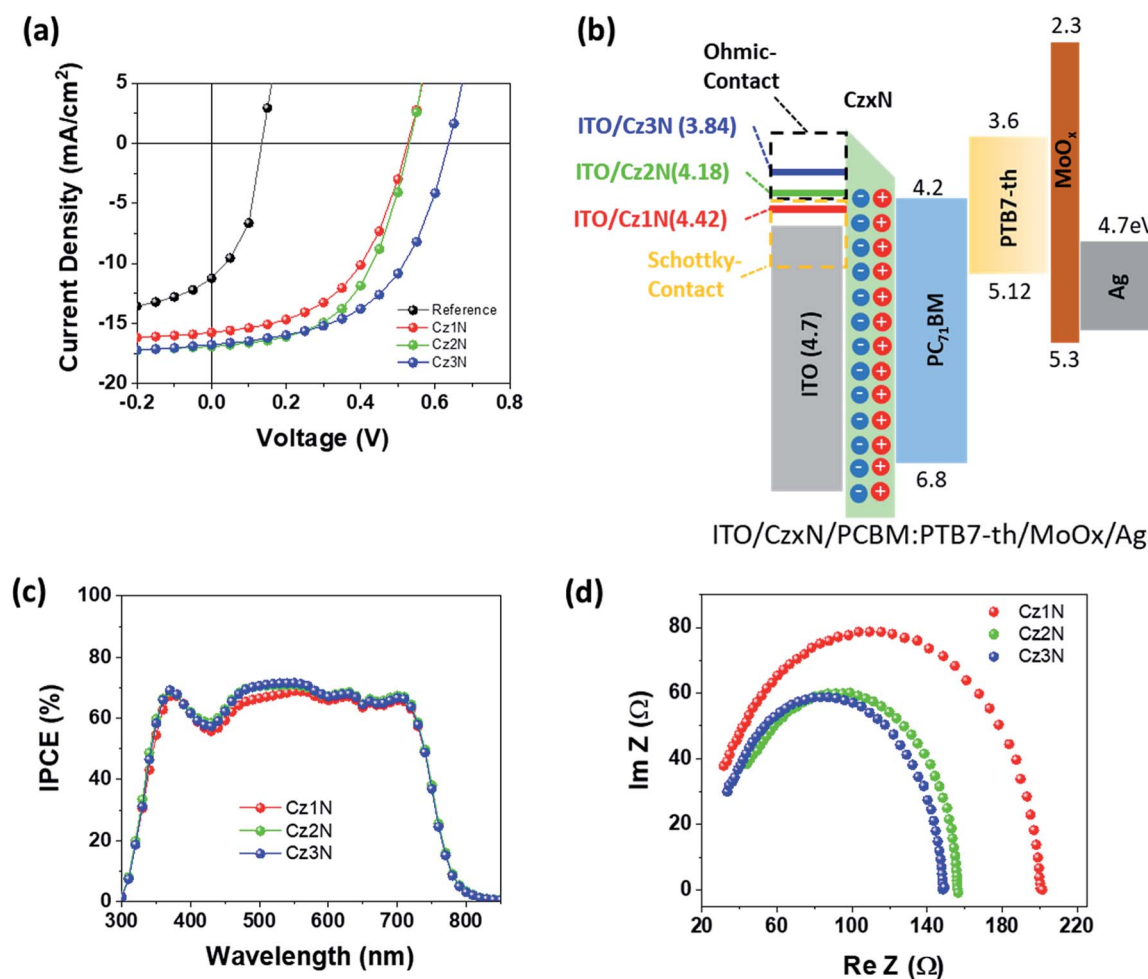 (a)
5
0
-5
-10
-15
-20
-0.2
0.0
0.2
0.4
0.6
0.8
Current Density (mA/cm²)
Voltage (V)
Reference
Cz1N
Cz2N
Cz3N
(b)
Ohmic-
Contact
CzxN
ITO/Cz3N (3.84)
ITO/Cz2N(4.18)
ITO/Cz1N(4.42)
Schottky-
Contact
ITO (4.7)
4.2
PC₇₁BM
6.8
3.6
PTB7-th
5.12
2.3
MoOₓ
5.3
4.7eV
Ag
ITO/CzxN/PCBM:PTB7-th/MoOx/Ag
(c)
100
80
60
40
20
0
300
400
500
600
700
800
IPCE (%)
Wavelength (nm)
Cz1N
Cz2N
Cz3N
(d)
80
60
40
20
0
20
60
100
140
180
220
Im Z (Ω)
Re Z (Ω)
Cz1N
Cz2N
Cz3N